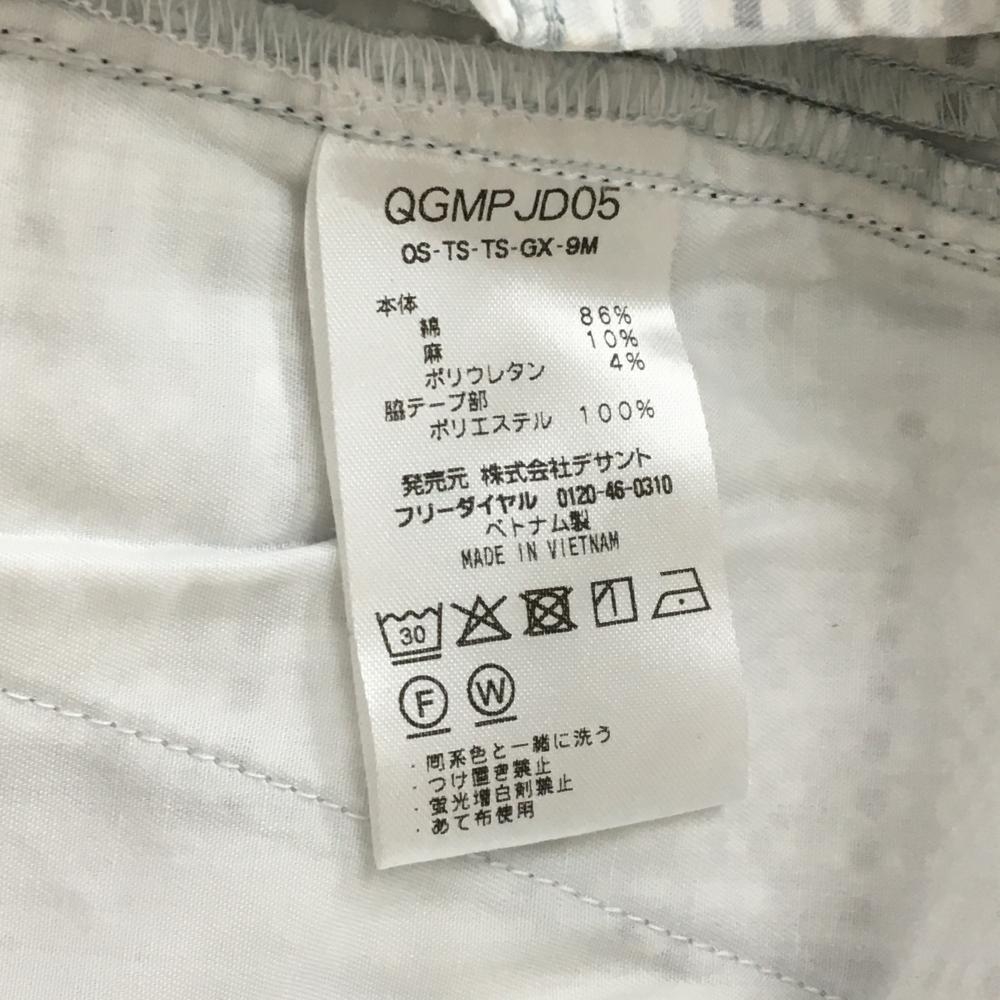 QGMPJD05
OS-TS-TS-GX-9M
本体
綿 86%
麻 10%
ポリウレタン 4%
脇テープ部
ポリエステル 100%
発売元 株式会社デサント
フリーダイヤル 0120-46-0310
ベトナム製
MADE IN VIETNAM
30
F W
・同系色と一緒に洗う
・つけ置き禁止
・蛍光増白剤禁止
・あて布使用